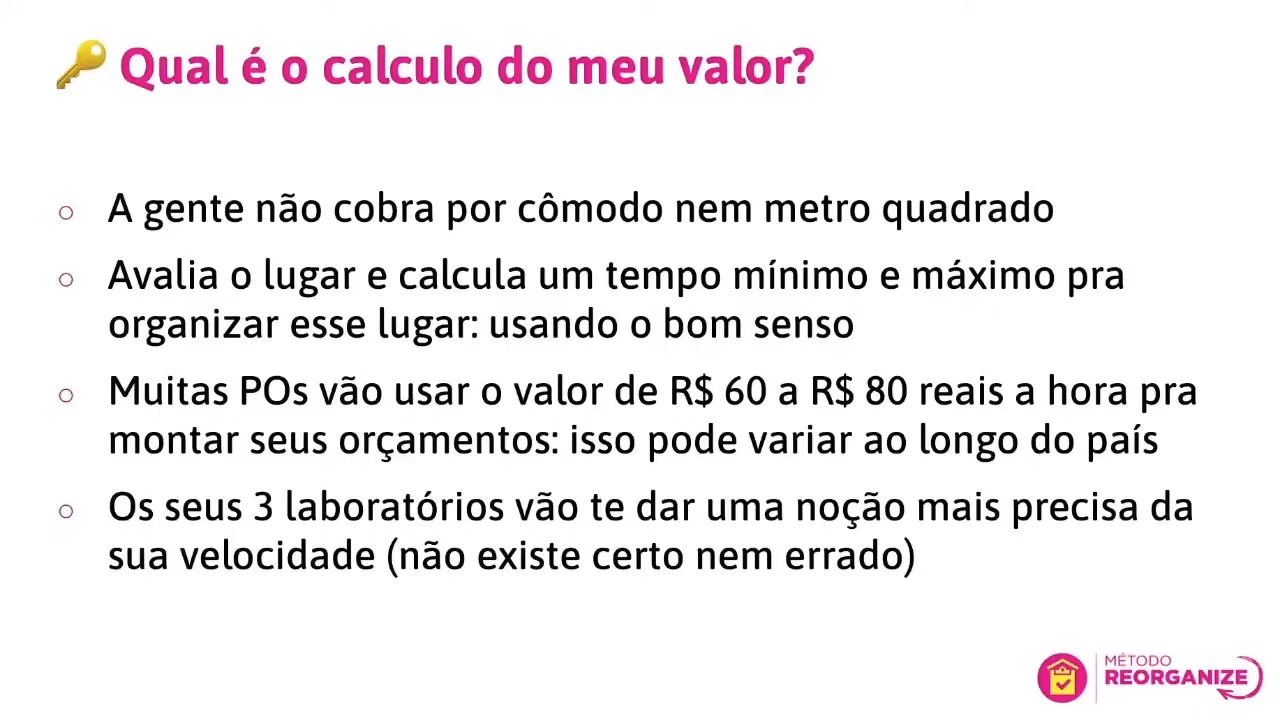 🔑 Qual é o calculo do meu valor?
○ A gente não cobra por cômodo nem metro quadrado
○ Avalia o lugar e calcula um tempo mínimo e máximo pra
organizar esse lugar: usando o bom senso
○ Muitas POs vão usar o valor de R$ 60 a R$ 80 reais a hora pra
montar seus orçamentos: isso pode variar ao longo do país
○ Os seus 3 laboratórios vão te dar uma noção mais precisa da
sua velocidade (não existe certo nem errado)
MÉTODO
REORGANIZE